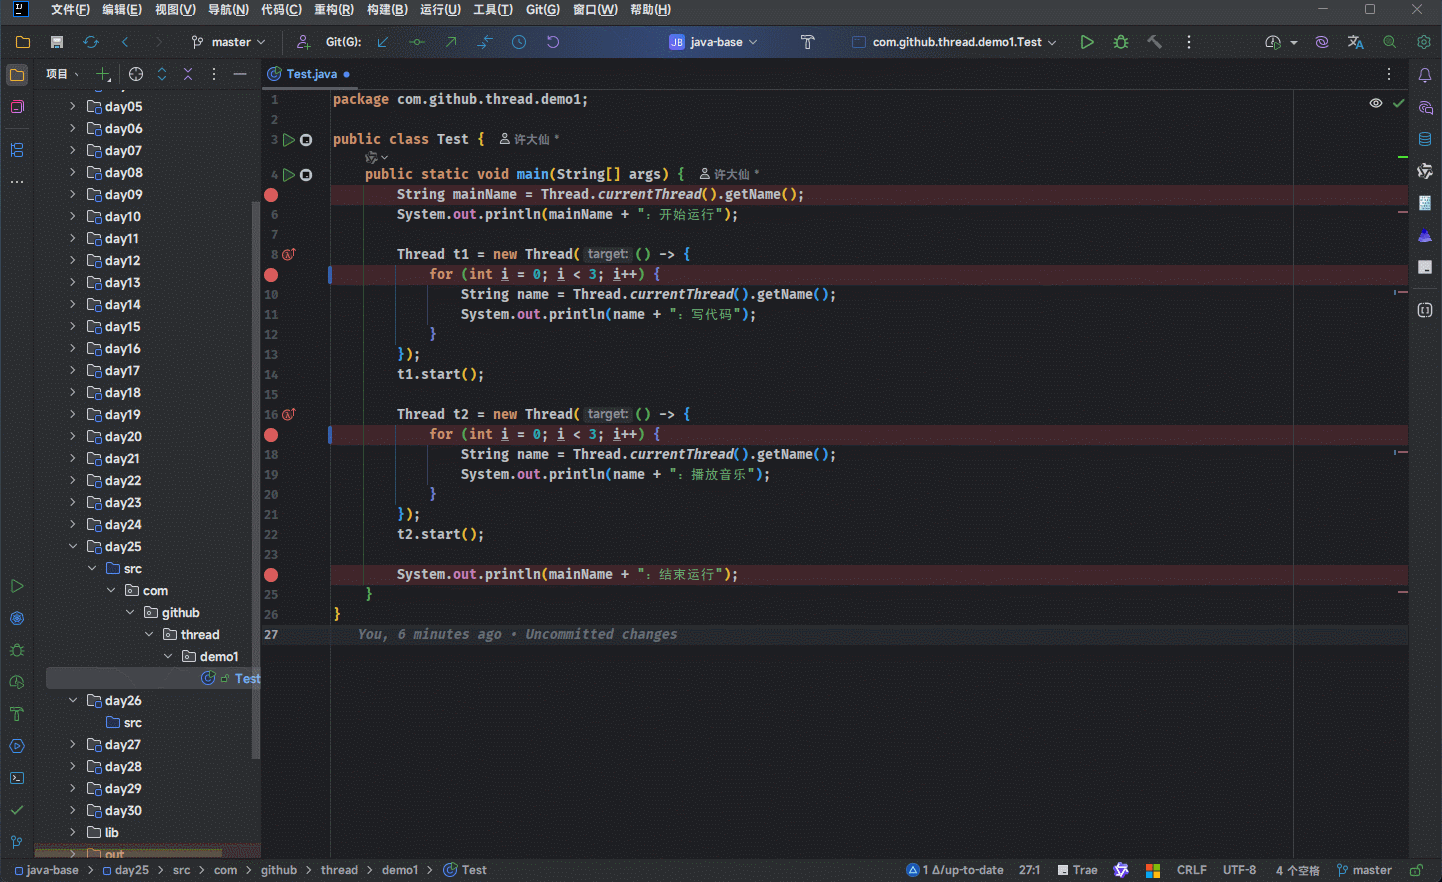 文件(F) 编辑(E) 视图(V) 导航(N) 代码(C) 重构(R) 构建(B) 运行(U) 工具(T) Git(G) 窗口(W) 帮助(H)
master Git(G): JB java-base com.github.thread.demo1.Test
项目
Test.java
day05
day06
day07
day08
day09
day10
day11
day12
day13
day14
day15
day16
day17
day18
day19
day20
day21
day22
day23
day24
day25
src
com
github
thread
demo1
Test
day26
src
day27
day28
day29
day30
lib
out
1 package com.github.thread.demo1;
2
3 public class Test { 许大仙 *
4 public static void main(String[] args) { 许大仙 *
String mainName = Thread.currentThread().getName();
6 System.out.println(mainName + ": 开始运行");
7
8 Thread t1 = new Thread( target: () -> {
for (int i = 0; i < 3; i++) {
10 String name = Thread.currentThread().getName();
11 System.out.println(name + ": 写代码");
12 }
13 });
14 t1.start();
15
16 Thread t2 = new Thread( target: () -> {
for (int i = 0; i < 3; i++) {
18 String name = Thread.currentThread().getName();
19 System.out.println(name + ": 播放音乐");
20 }
21 });
22 t2.start();
23
System.out.println(mainName + ": 结束运行");
25 }
26 }
27 You, 6 minutes ago • Uncommitted changes
java-base > day25 > src > com > github > thread > demo1 > Test 1 Δ/up-to-date 27:1 Trae CRLF UTF-8 4 个空格 master